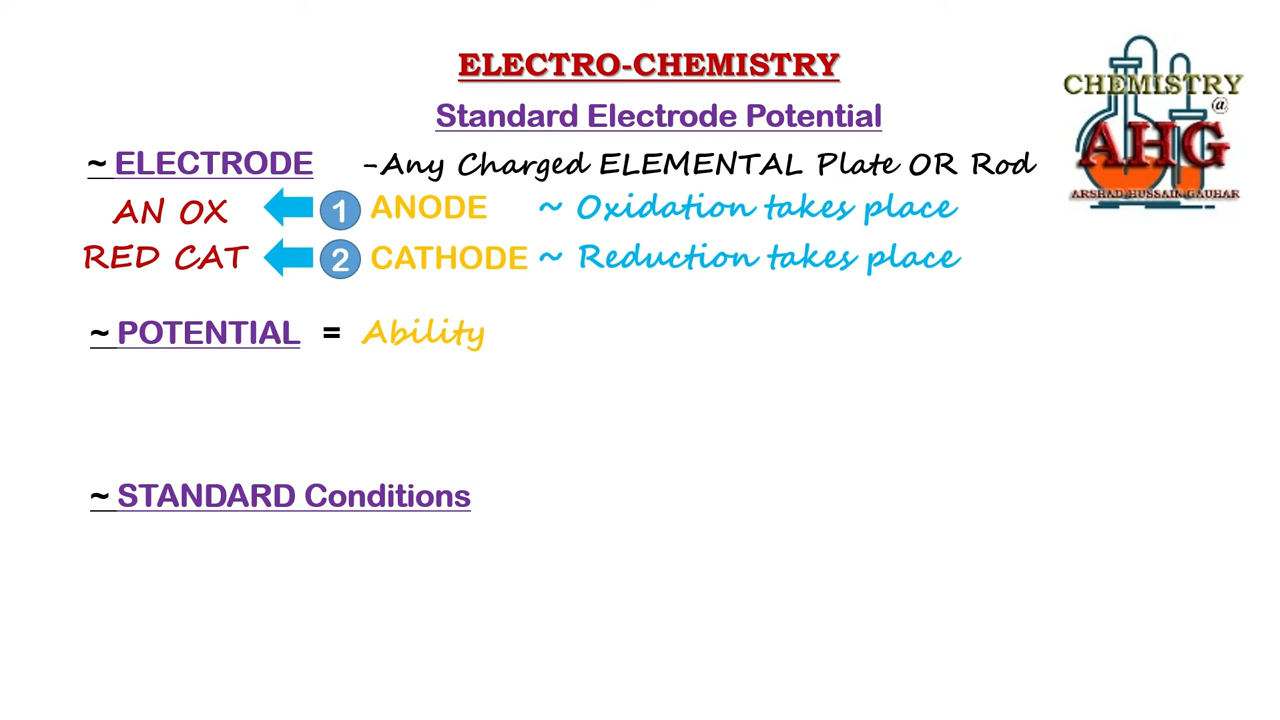 ELECTRO-CHEMISTRY
Standard Electrode Potential
CHEMISTRY
@
AHG
ARSHAD HUSSAIN GAUHAR
~ ELECTRODE -Any Charged ELEMENTAL Plate OR Rod
AN OX 1 ANODE ~ Oxidation takes place
RED CAT 2 CATHODE ~ Reduction takes place
~ POTENTIAL = Ability
~ STANDARD Conditions